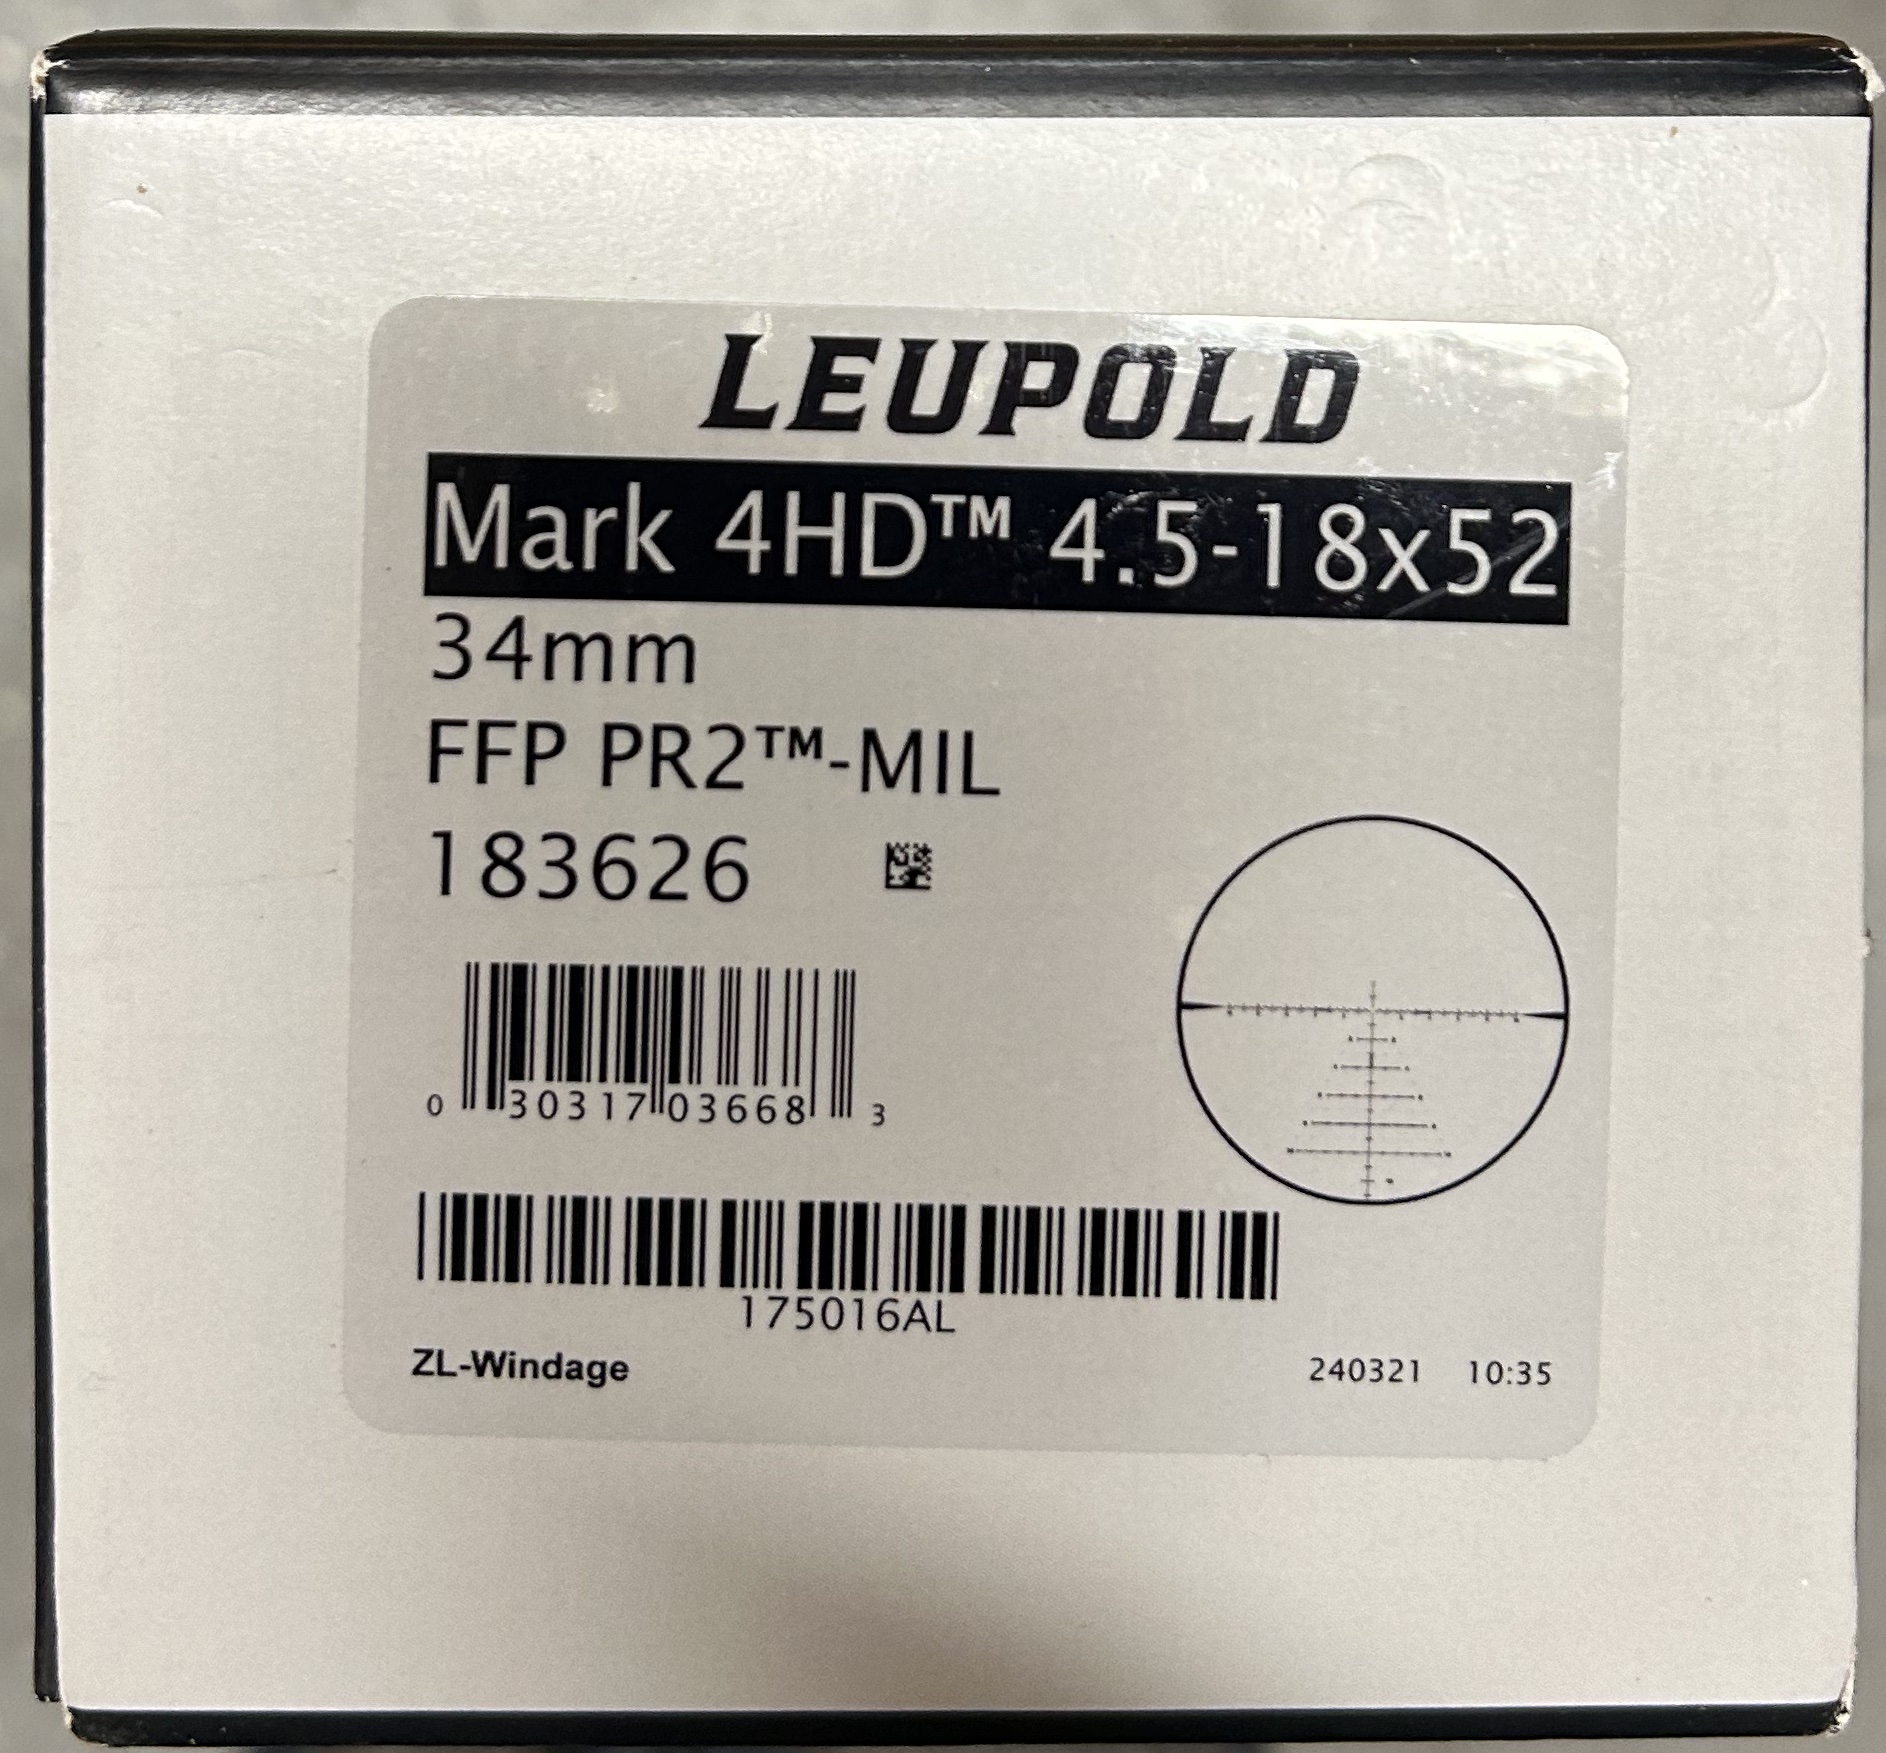 LEUPOLD
Mark 4HD™ 4.5-18x52
34mm
FFP PR2™-MIL
183626
0 30317 03668 3
175016AL
ZL-Windage
240321 10:35